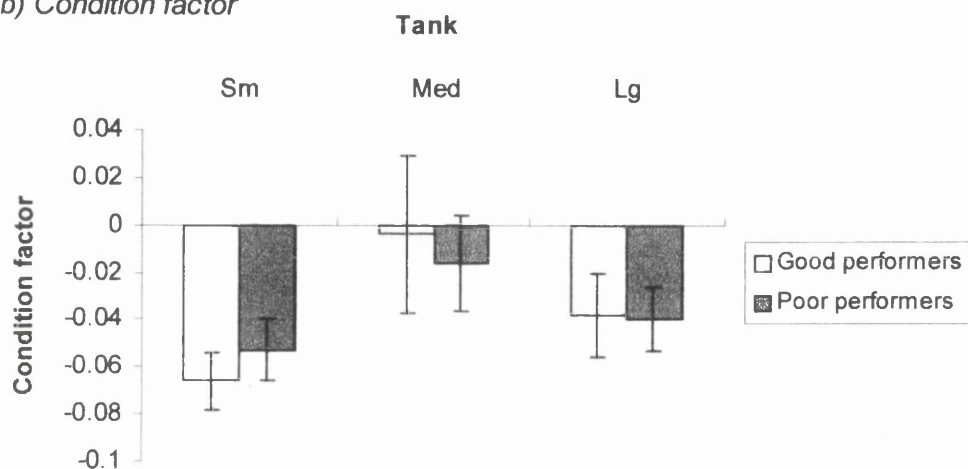 b) Condition factor
Tank
Sm Med Lg
0.04
0.02
0
-0.02
-0.04
-0.06
-0.08
-0.1
Condition factor
Good performers
Poor performers